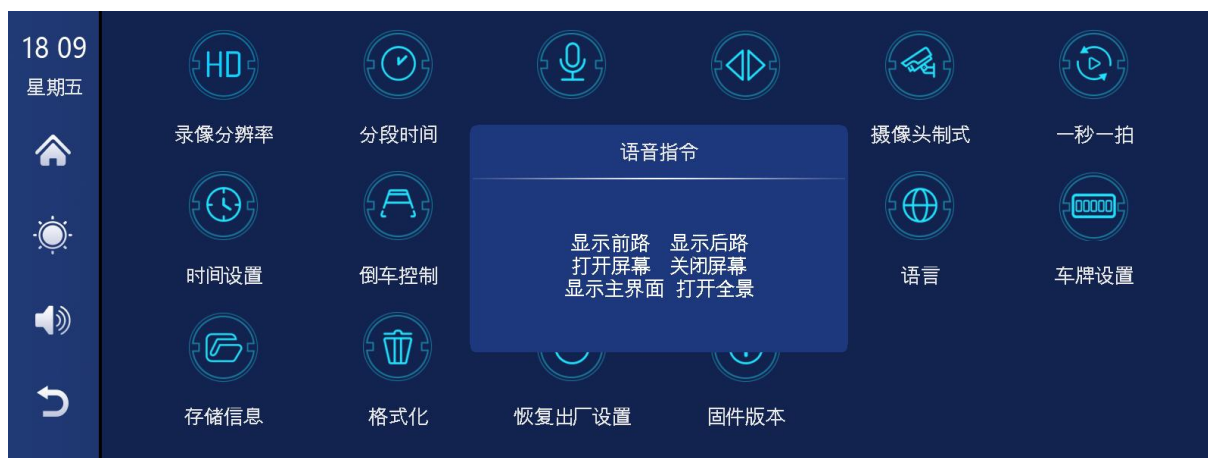 18 09
星期五
HD
录像分辨率 分段时间 摄像头制式 一秒一拍
语音指令
00000
时间设置 倒车控制 语言 车牌设置
显示前路 显示后路
打开屏幕 关闭屏幕
显示主界面 打开全景
存储信息 格式化 恢复出厂设置 固件版本